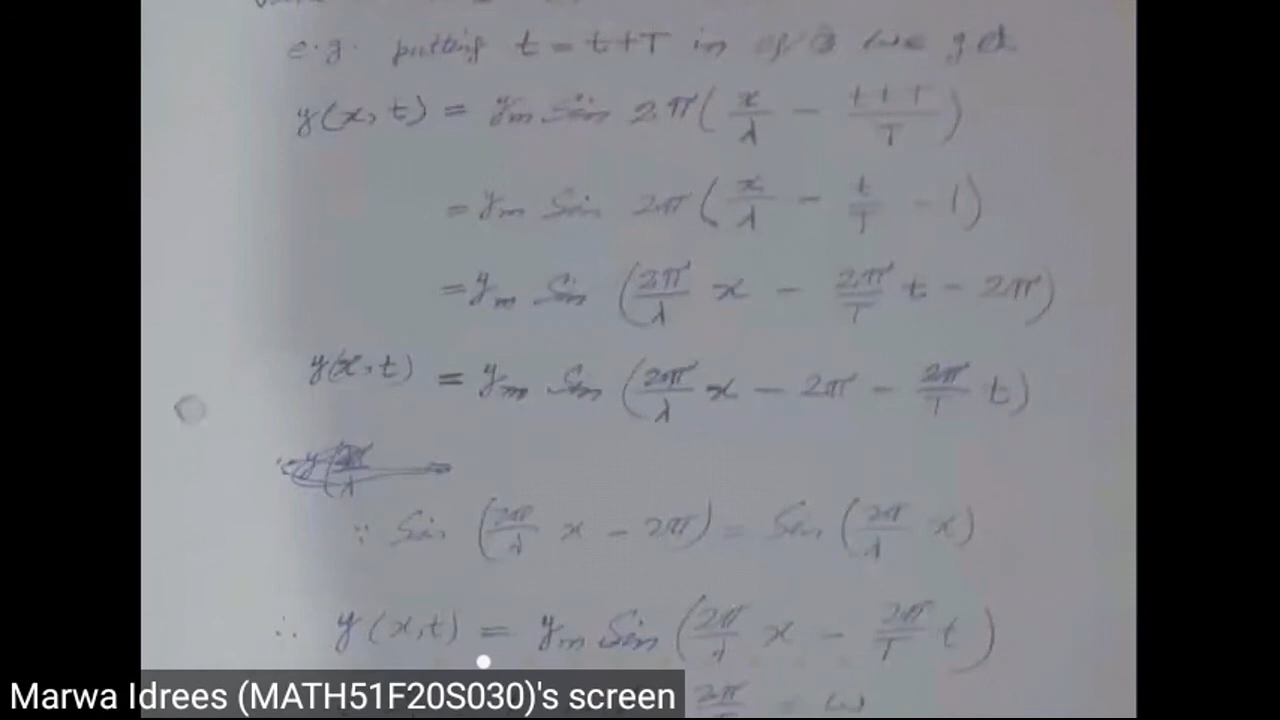 e.g. putting t = t+T in eq 3 we get
y(x, t) = yₘ Sin 2π(x/λ - t+T/T)
= yₘ Sin 2π(x/λ - t/T - 1)
= yₘ Sin (2π/λ x - 2π/T t - 2π)
y(x,t) = yₘ Sin (2π/λ x - 2π - 2π/T t)
∵ Sin (2π/λ x - 2π) = Sin (2π/λ x)
∴ y(x,t) = yₘ Sin (2π/λ x - 2π/T t)
= ω
Marwa Idrees (MATH51F20S030)'s screen